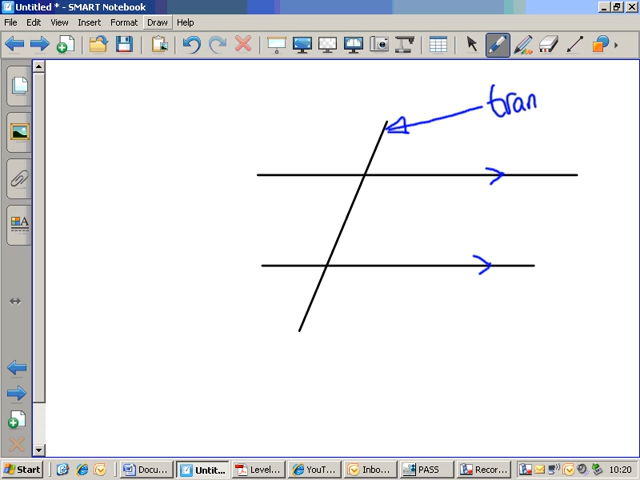 Untitled * - SMART Notebook
File Edit View Insert Format Draw Help
tran
Start Docu... Untit... Level... YouT... Inbo... PASS Recor... 10:20